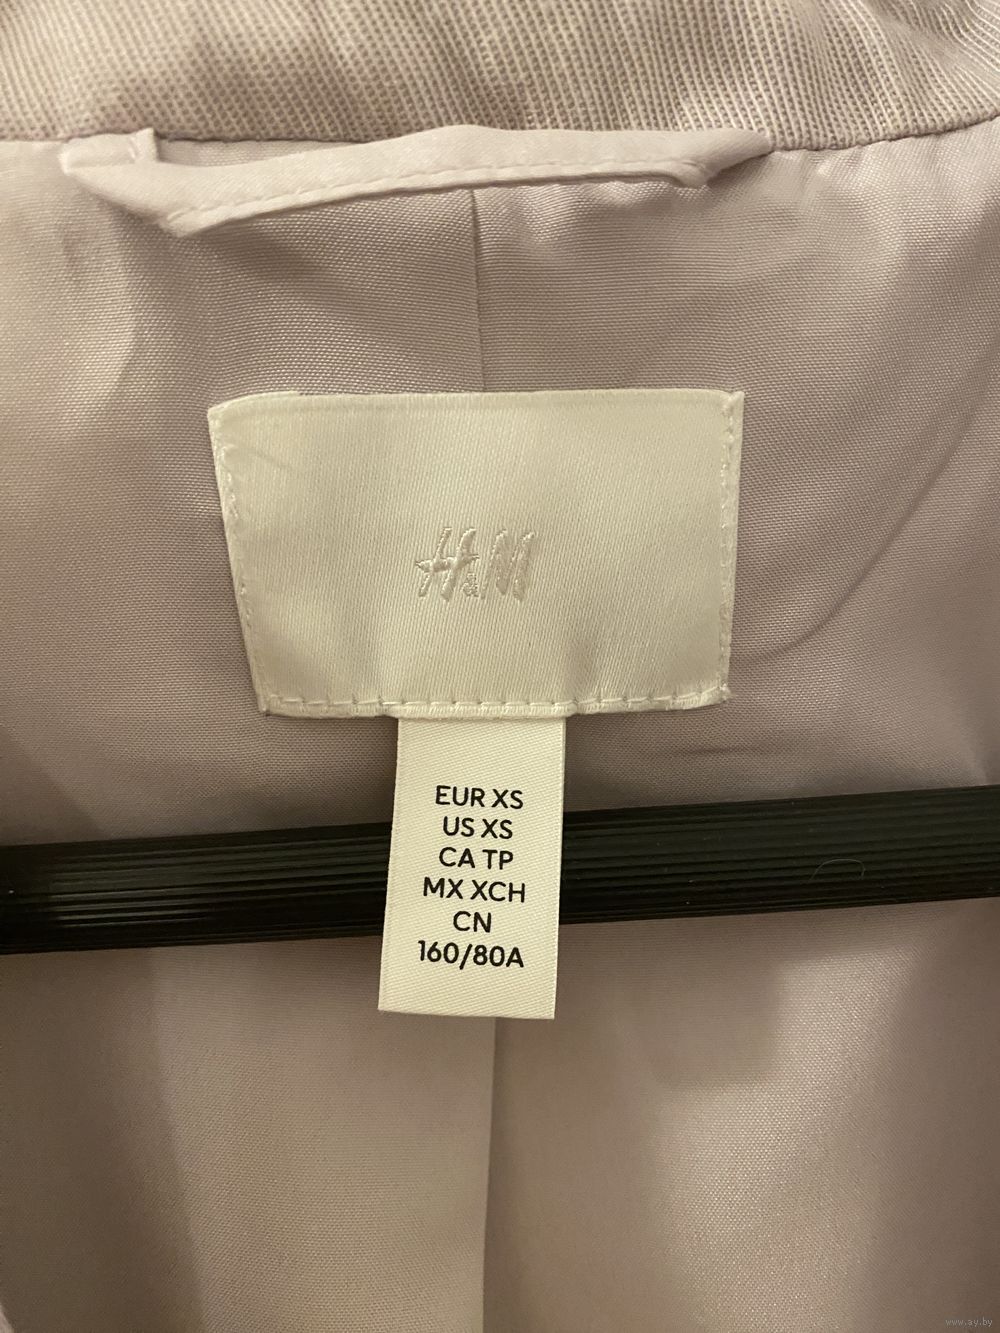 H&M
EUR XS
US XS
CA TP
MX XCH
CN
160/80A
www.ay.by